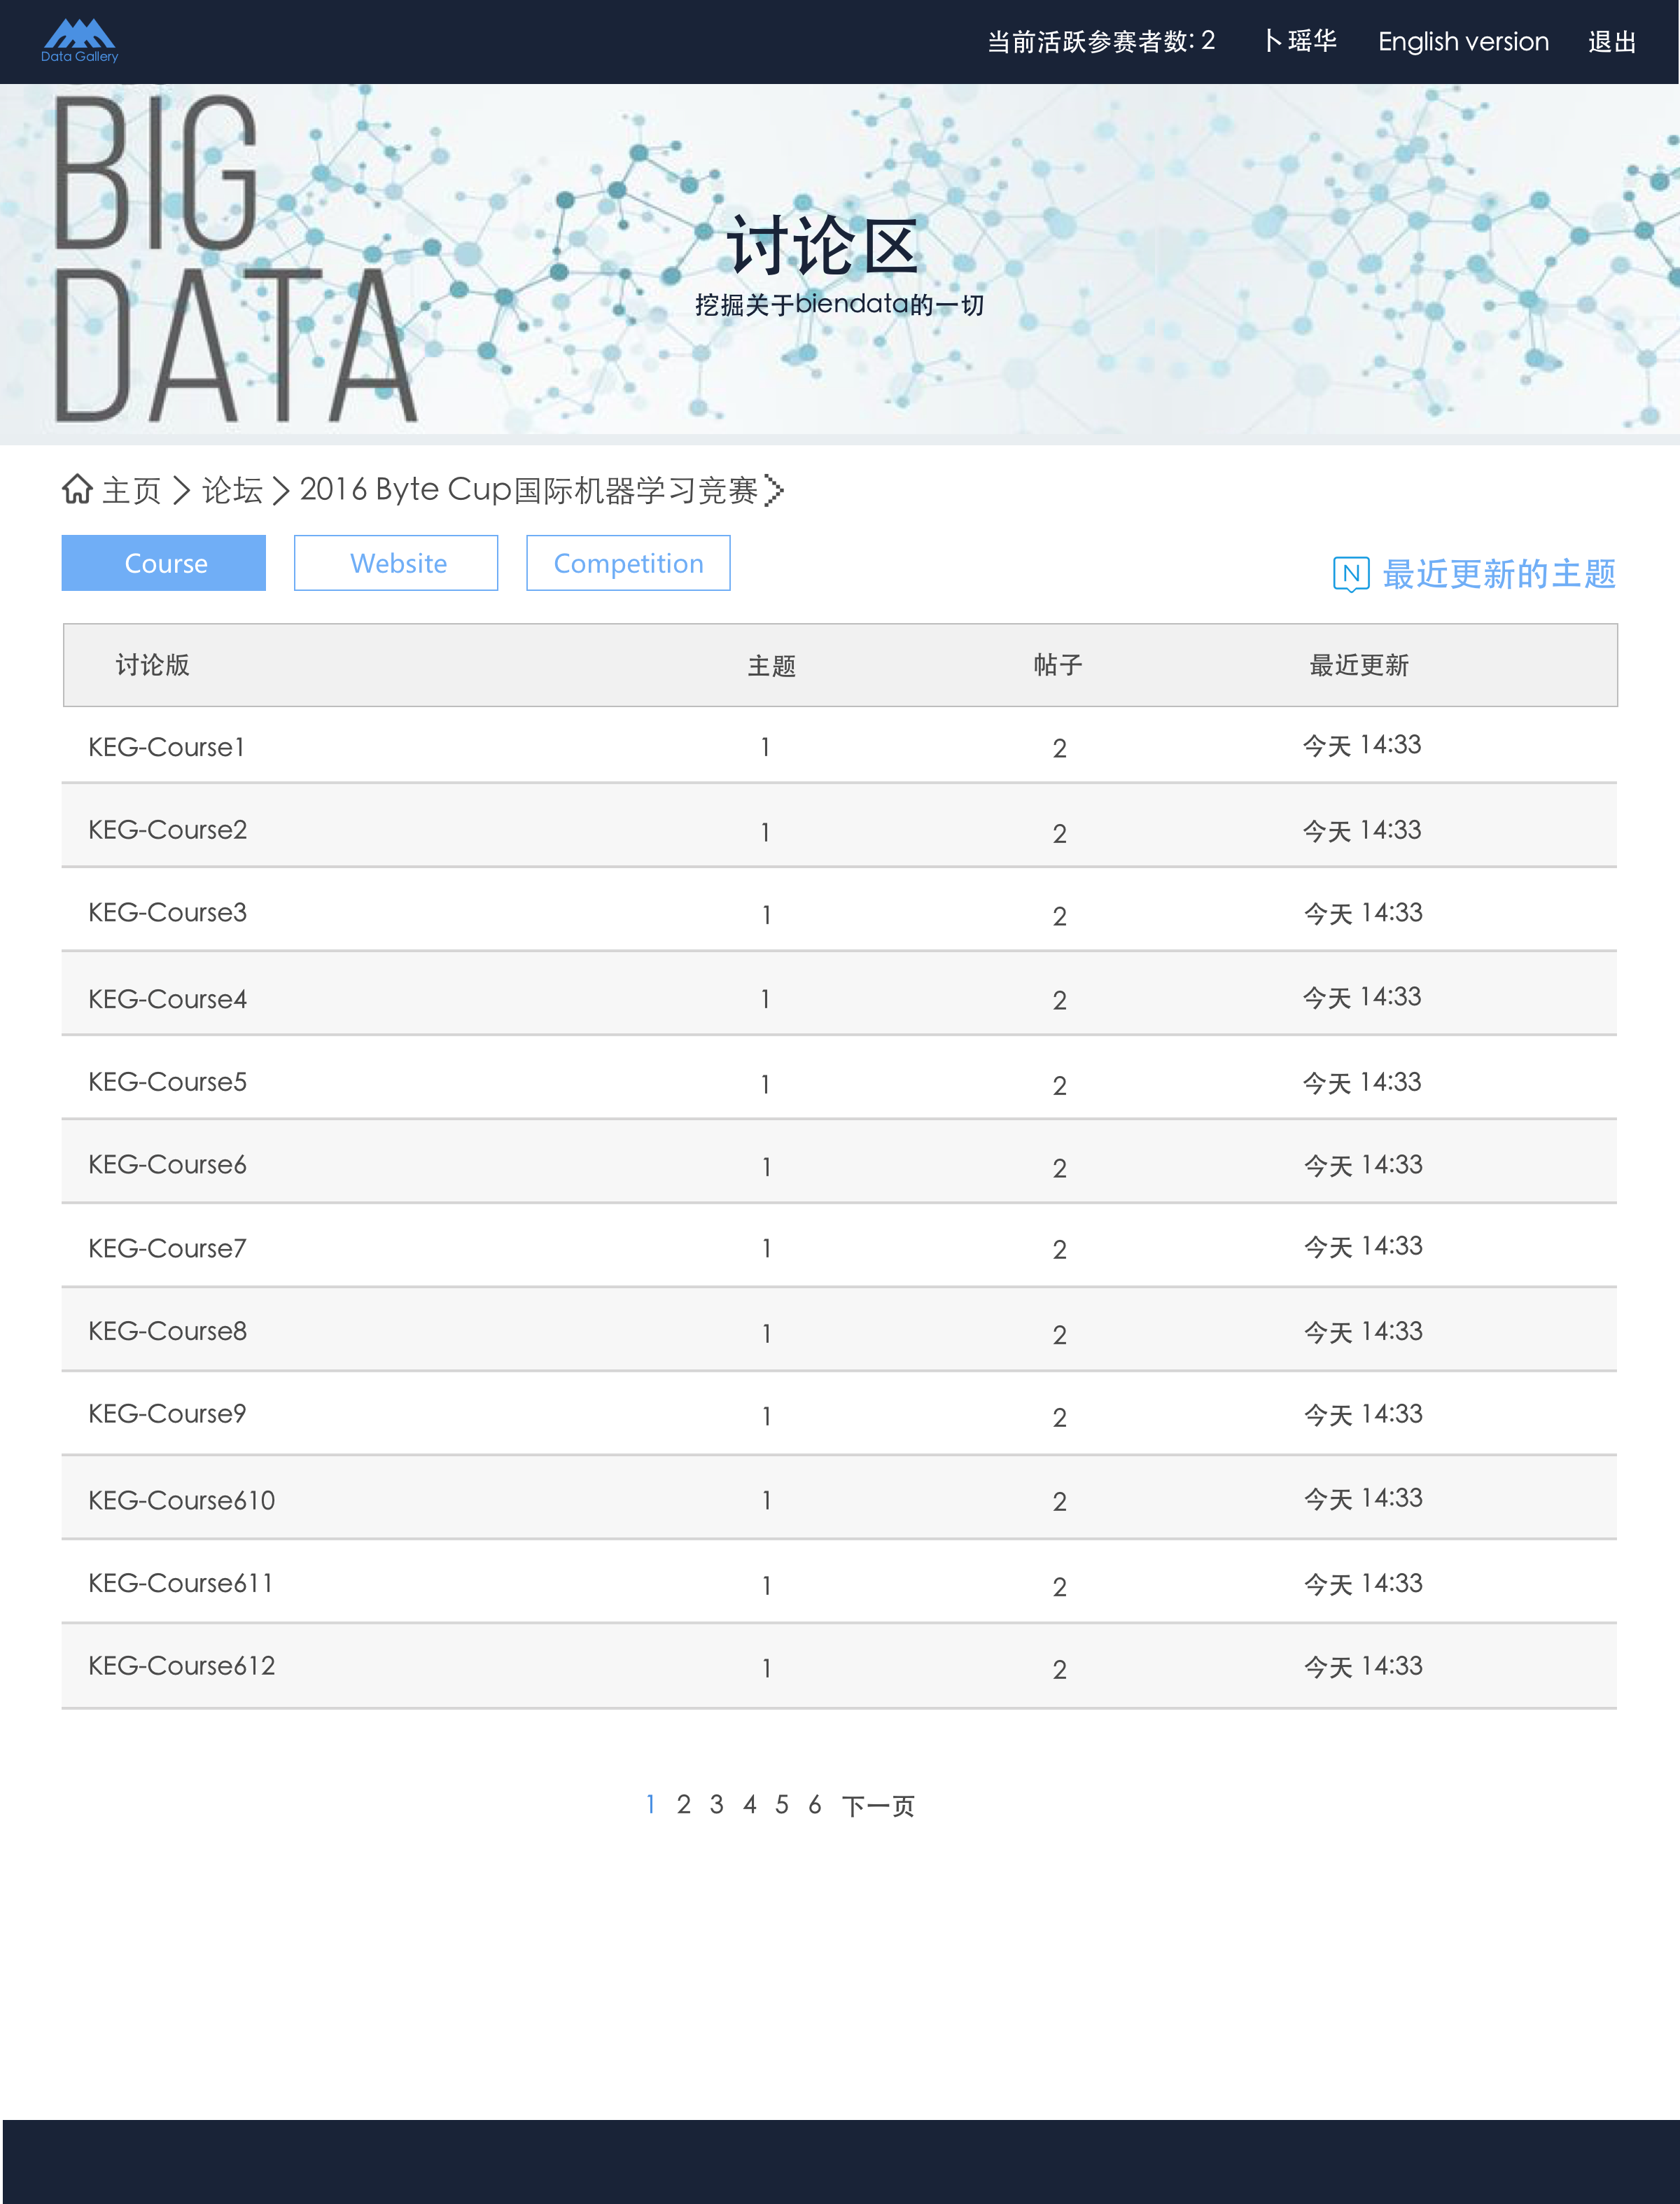 Data Gallery
当前活跃参赛者数: 2 卜瑶华 English version 退出
BIG
DATA
讨论区
挖掘关于biendata的一切
主页 > 论坛 > 2016 Byte Cup国际机器学习竞赛 >
Course Website Competition
N 最近更新的主题
讨论版 主题 帖子 最近更新
KEG-Course1 1 2 今天 14:33
KEG-Course2 1 2 今天 14:33
KEG-Course3 1 2 今天 14:33
KEG-Course4 1 2 今天 14:33
KEG-Course5 1 2 今天 14:33
KEG-Course6 1 2 今天 14:33
KEG-Course7 1 2 今天 14:33
KEG-Course8 1 2 今天 14:33
KEG-Course9 1 2 今天 14:33
KEG-Course610 1 2 今天 14:33
KEG-Course611 1 2 今天 14:33
KEG-Course612 1 2 今天 14:33
1 2 3 4 5 6 下一页